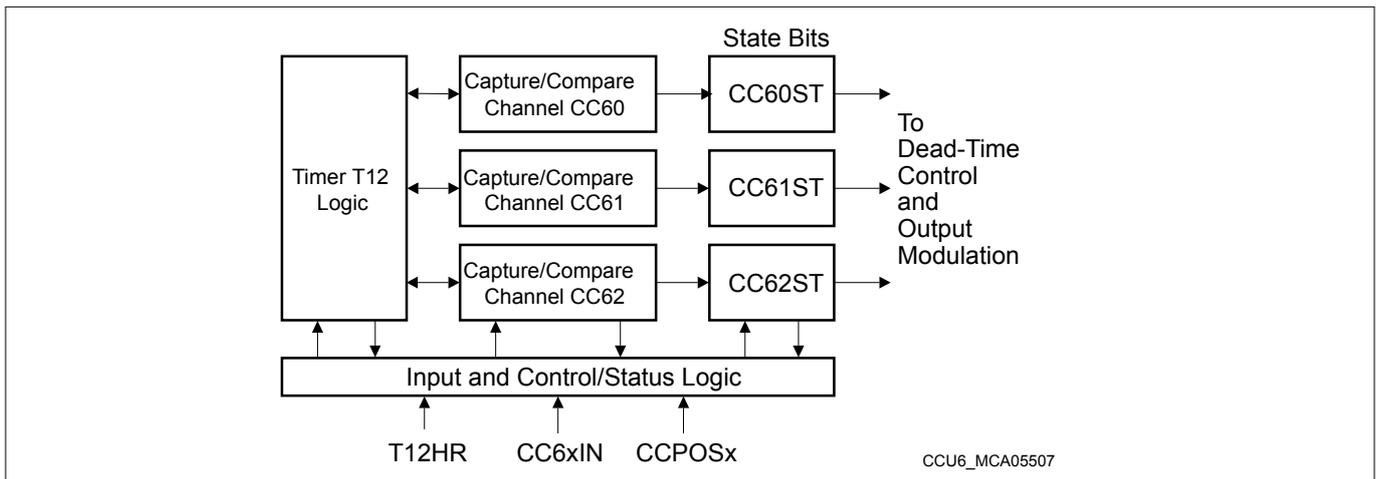 State Bits
Timer T12
Logic
Capture/Compare
Channel CC60
CC60ST
Capture/Compare
Channel CC61
CC61ST
Capture/Compare
Channel CC62
CC62ST
To
Dead-Time
Control
and
Output
Modulation
Input and Control/Status Logic
T12HR
CC6xIN
CCPOSx
CCU6_MCA05507